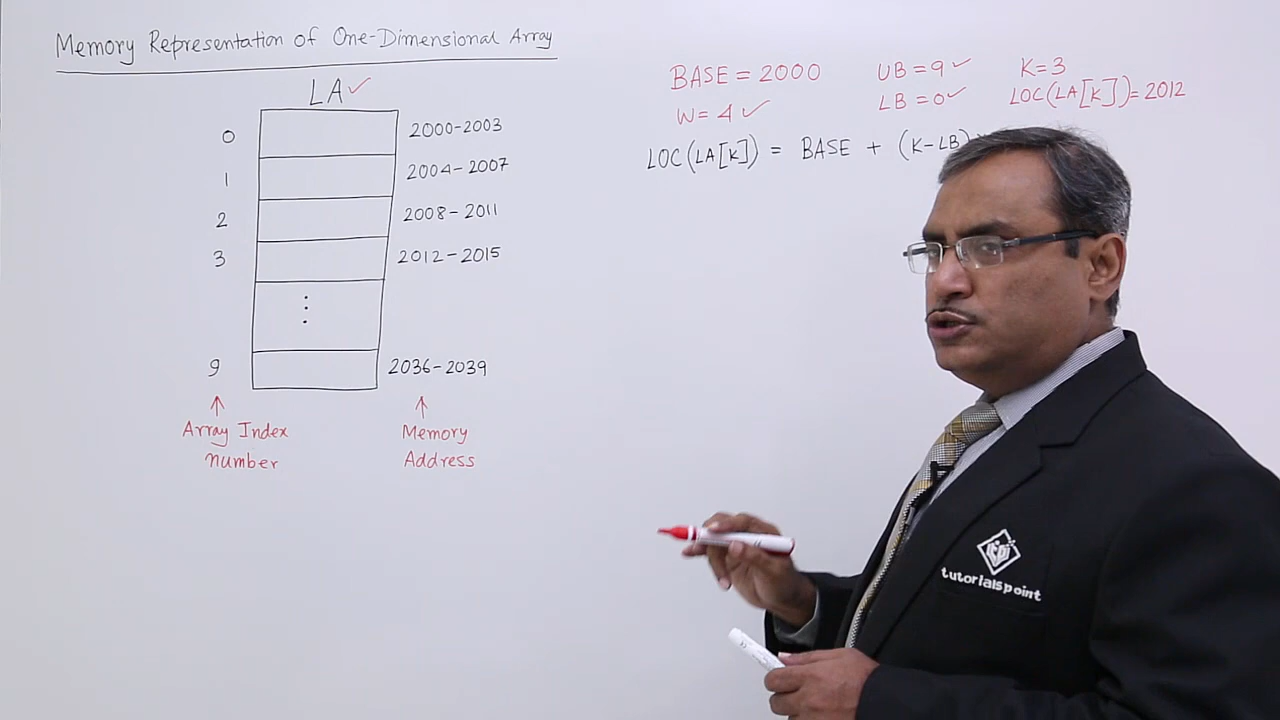 Memory Representation of One-Dimensional Array
LA ✓
0 2000-2003
1 2004-2007
2 2008-2011
3 2012-2015
⋮
9 2036-2039
↑ ↑
Array Index Number
Memory Address
BASE = 2000
UB = 9 ✓
K = 3
W = 4 ✓
LB = 0 ✓
LOC(LA[K]) = 2012
LOC(LA[K]) = BASE + (K-LB)
tutorialspoint